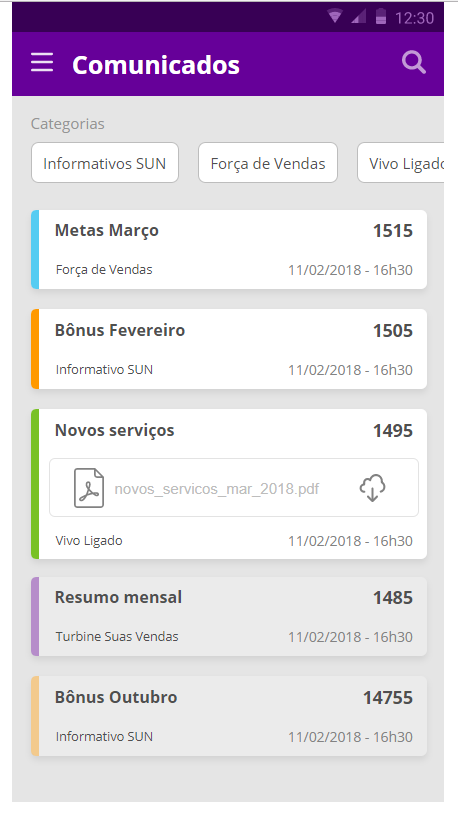 12:30
Comunicados
Categorias
Informativos SUN Força de Vendas Vivo Ligado
Metas Março 1515
Força de Vendas 11/02/2018 - 16h30
Bônus Fevereiro 1505
Informativo SUN 11/02/2018 - 16h30
Novos serviços 1495
novos_servicos_mar_2018.pdf
Vivo Ligado 11/02/2018 - 16h30
Resumo mensal 1485
Turbine Suas Vendas 11/02/2018 - 16h30
Bônus Outubro 14755
Informativo SUN 11/02/2018 - 16h30